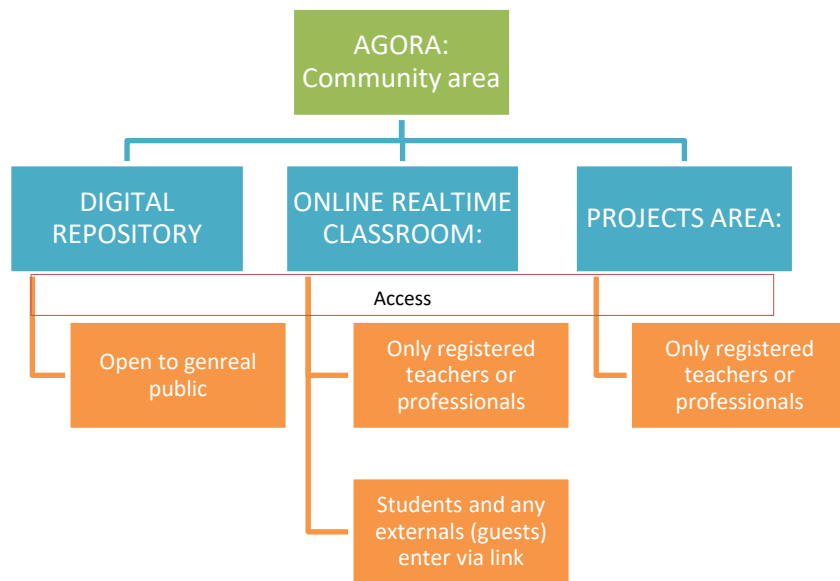 AGORA:
Community area
DIGITAL
REPOSITORY
ONLINE REALTIME
CLASSROOM:
PROJECTS AREA:
Access
Open to genreal
public
Only registered
teachers or
professionals
Only registered
teachers or
professionals
Students and any
externals (guests)
enter via link